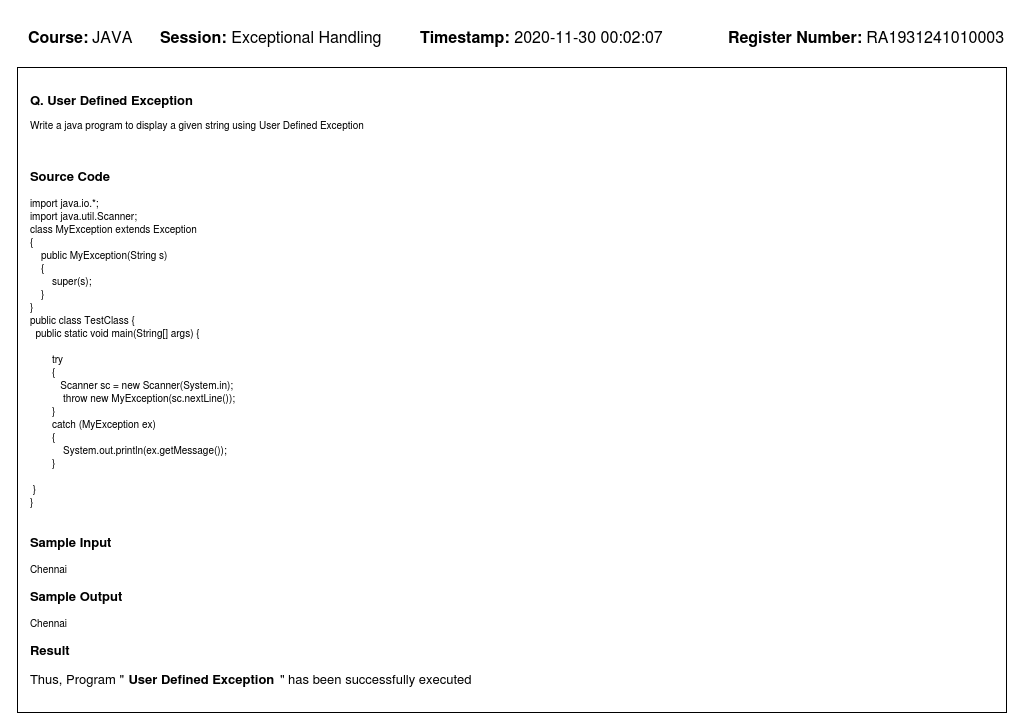 Course: JAVA Session: Exceptional Handling Timestamp: 2020-11-30 00:02:07 Register Number: RA1931241010003
Q. User Defined Exception
Write a java program to display a given string using User Defined Exception
Source Code
import java.io.*;
import java.util.Scanner;
class MyException extends Exception
{
public MyException(String s)
{
super(s);
}
}
public class TestClass {
public static void main(String[] args) {
try
{
Scanner sc = new Scanner(System.in);
throw new MyException(sc.nextLine());
}
catch (MyException ex)
{
System.out.println(ex.getMessage());
}
}
}
Sample Input
Chennai
Sample Output
Chennai
Result
Thus, Program " User Defined Exception " has been successfully executed